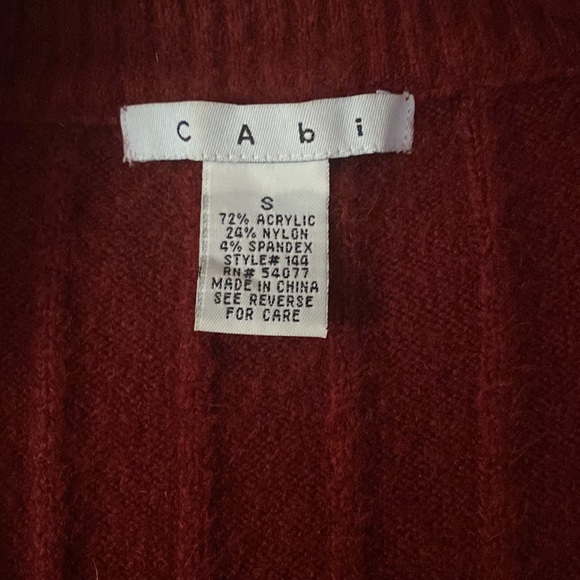 CAbi
S
72% ACRYLIC
24% NYLON
4% SPANDEX
STYLE# 144
RN# 54077
MADE IN CHINA
SEE REVERSE
FOR CARE